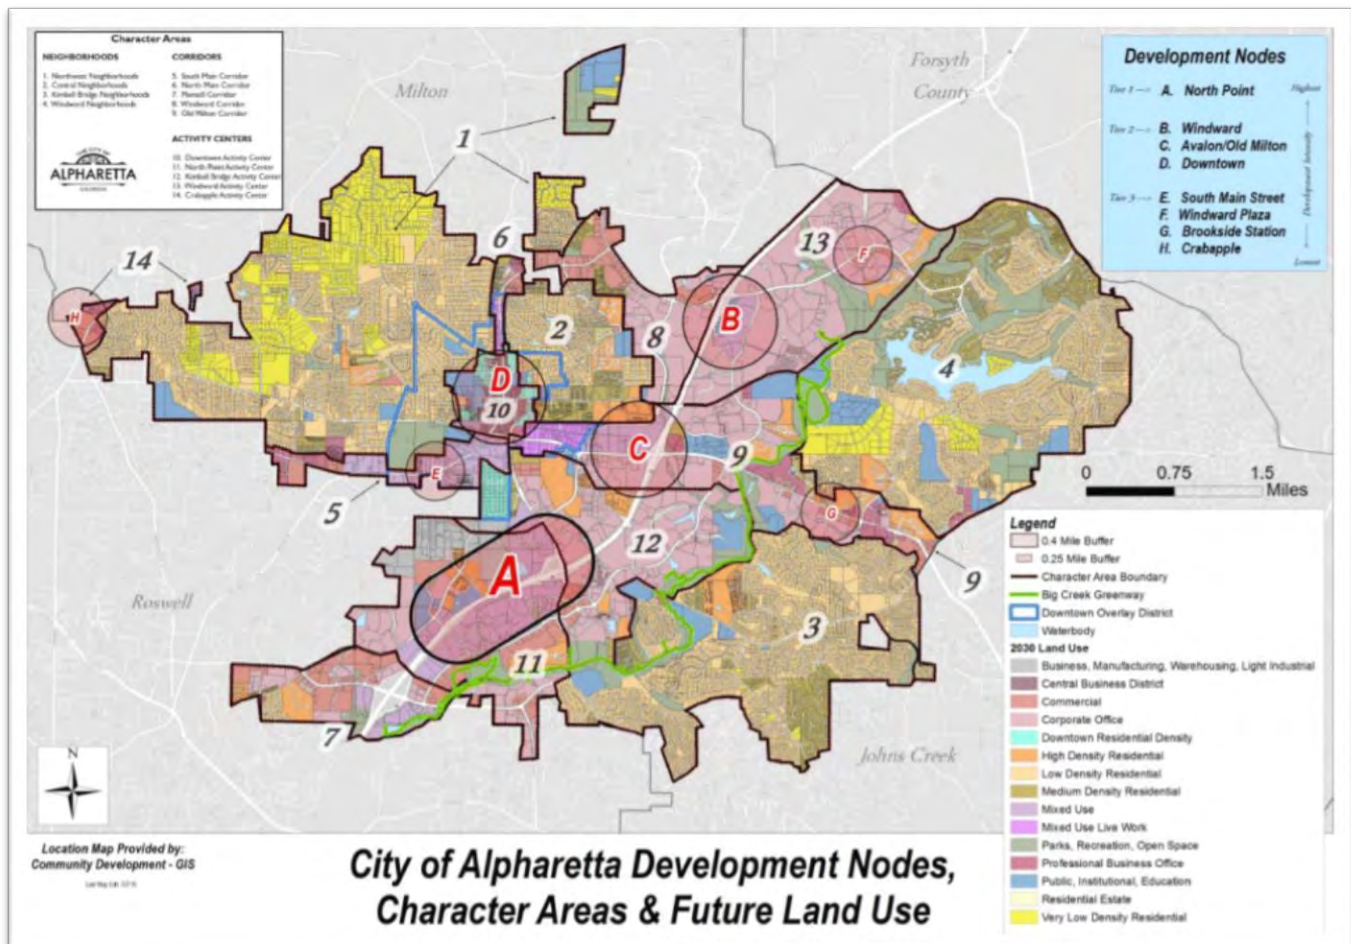 Character Areas
NEIGHBORHOODS
1. Northwest Neighborhoods
2. Central Neighborhoods
3. Kimball Bridge Neighborhoods
4. Windward Neighborhoods
CORRIDORS
5. South Main Corridor
6. North Main Corridor
7. Mansell Corridor
8. Windward Corridor
9. Old Milton Corridor
ACTIVITY CENTERS
10. Downtown Activity Center
11. North Point Activity Center
12. Kimball Bridge Activity Center
13. Windward Activity Center
14. Crabapple Activity Center
THE CITY OF
ALPHARETTA
Milton
Forsyth
County
Development Nodes
Tier 1 A. North Point Highest
Tier 2 B. Windward
C. Avalon/Old Milton
D. Downtown
Tier 3 E. South Main Street
F. Windward Plaza
G. Brookside Station
H. Crabapple
Development Intensity
Lowest
1
14
6
13
F
H
2
8
B
4
D
10
C
9
E
5
G
12
A
9
Roswell
3
11
7
Johns Creek
0 0.75 1.5
Miles
Legend
0.4 Mile Buffer
0.25 Mile Buffer
Character Area Boundary
Big Creek Greenway
Downtown Overlay District
Waterbody
2030 Land Use
Business, Manufacturing, Warehousing, Light Industrial
Central Business District
Commercial
Corporate Office
Downtown Residential Density
High Density Residential
Low Density Residential
Medium Density Residential
Mixed Use
Mixed Use Live Work
Parks, Recreation, Open Space
Professional Business Office
Public, Institutional, Education
Residential Estate
Very Low Density Residential
N
Location Map Provided by:
Community Development - GIS
City of Alpharetta Development Nodes,
Character Areas & Future Land Use